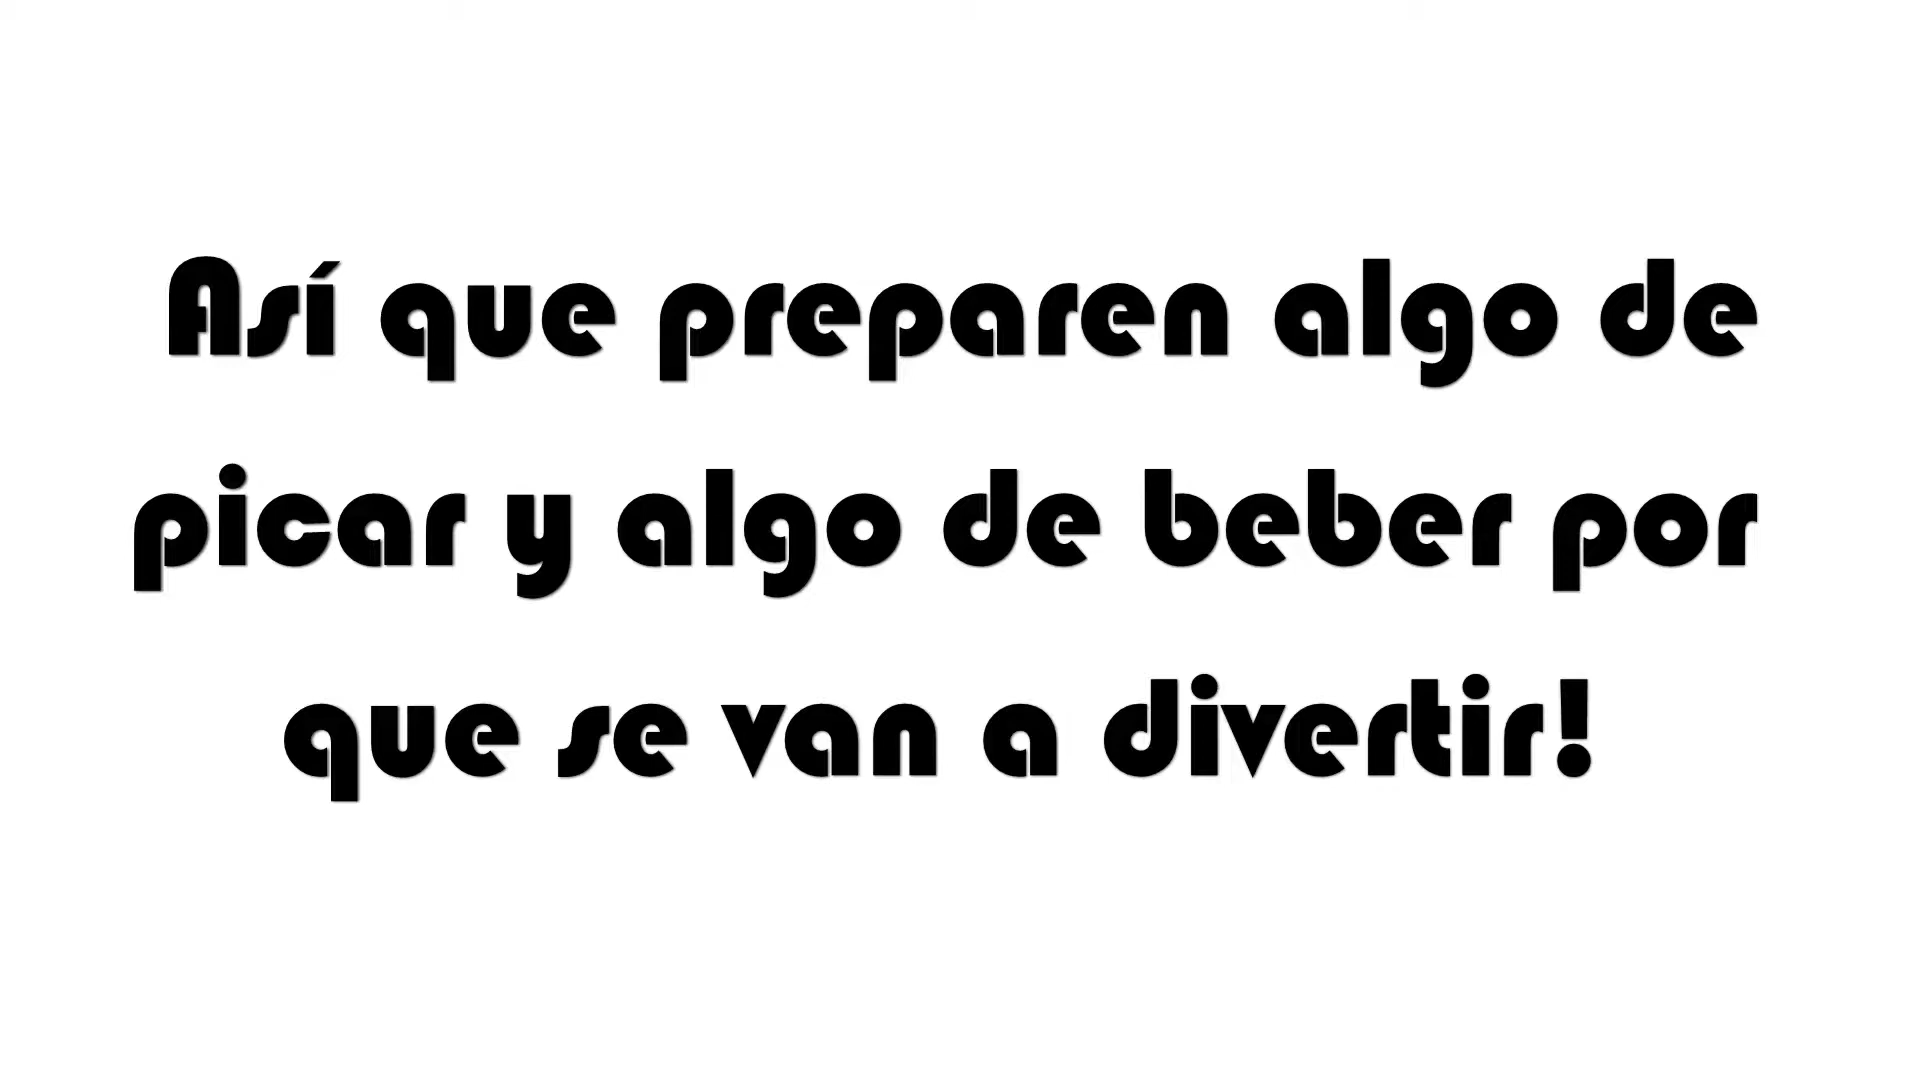 Así que preparen algo de
picar y algo de beber por
que se van a divertir!